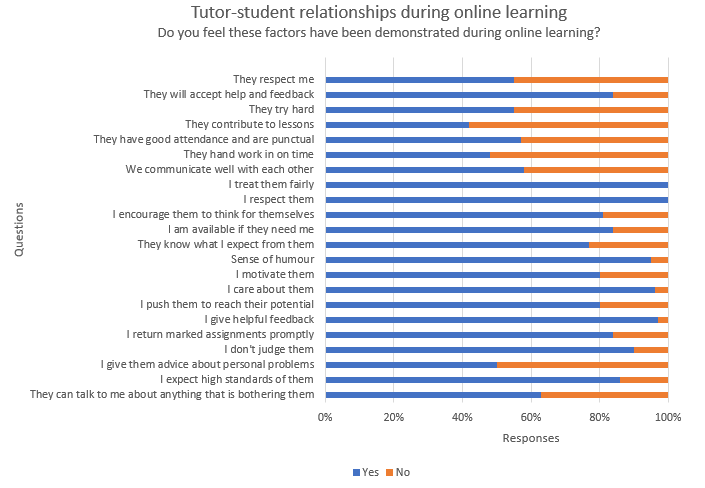 Tutor-student relationships during online learning
Do you feel these factors have been demonstrated during online learning?
They respect me
They will accept help and feedback
They try hard
They contribute to lessons
They have good attendance and are punctual
They hand work in on time
We communicate well with each other
I treat them fairly
I respect them
I encourage them to think for themselves
I am available if they need me
They know what I expect from them
Sense of humour
I motivate them
I care about them
I push them to reach their potential
I give helpful feedback
I return marked assignments promptly
I don't judge them
I give them advice about personal problems
I expect high standards of them
They can talk to me about anything that is bothering them
Questions
0% 20% 40% 60% 80% 100%
Responses
Yes No